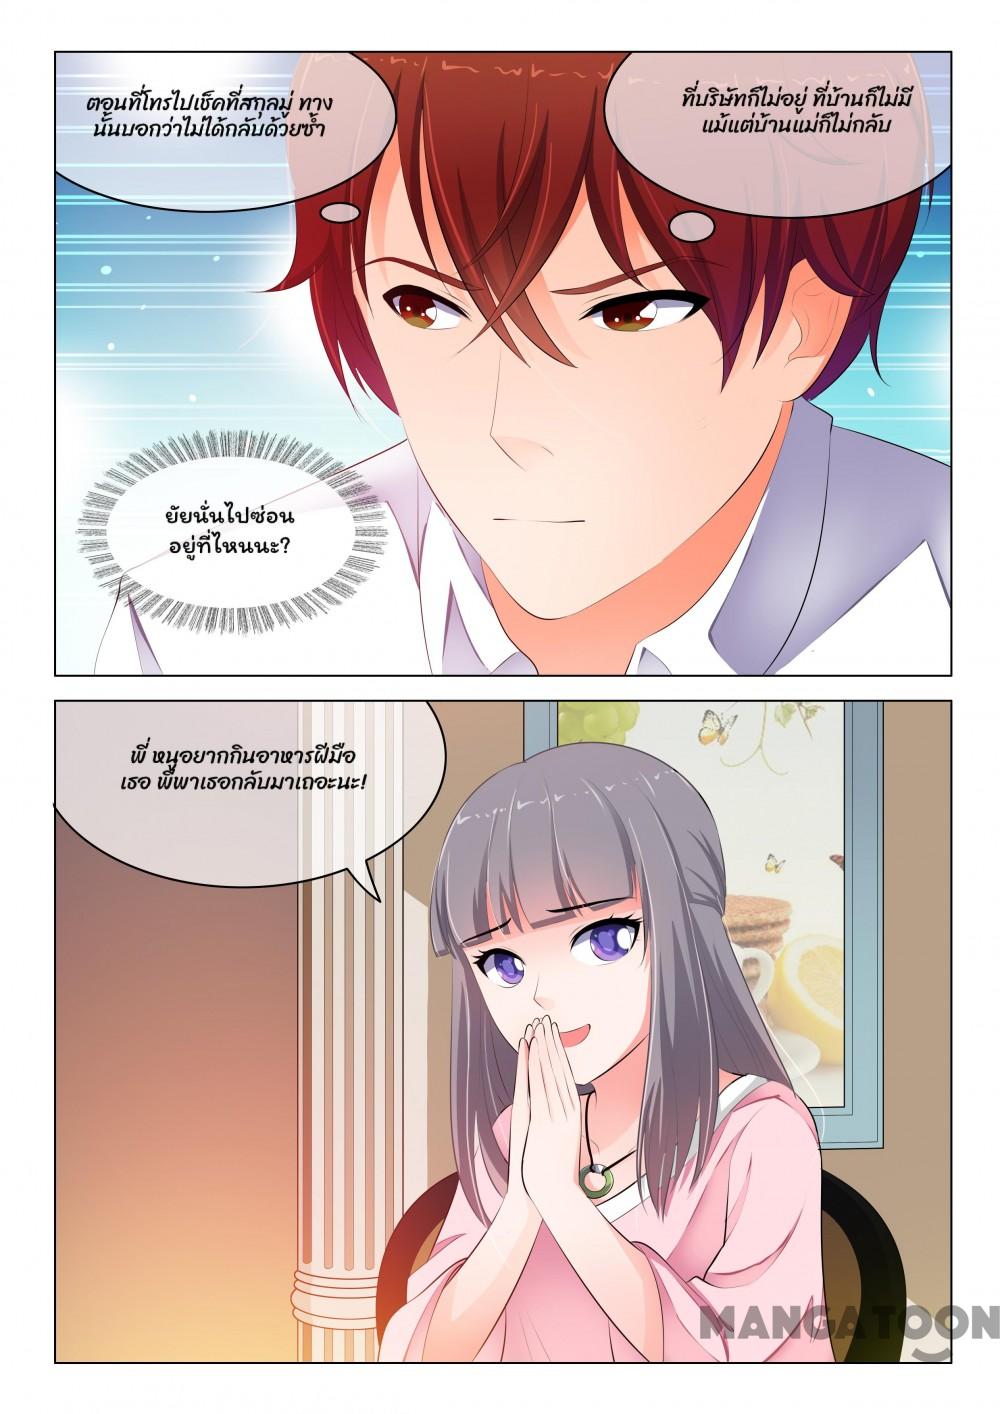 ตอนที่โทรไปเช็คที่สกุลมู่ ทาง
นั้นบอกว่าไม่ได้กลับด้วยซ้ำ
ที่บริษัทก็ไม่อยู่ ที่บ้านก็ไม่มี
แม้แต่บ้านแม่ก็ไม่กลับ
ยัยนั่นไปซ่อน
อยู่ที่ไหนนะ?
พี่ หนูอยากกินอาหารฝีมือ
เธอ พี่พาเธอกลับมาเถอะนะ!
MANGATOON